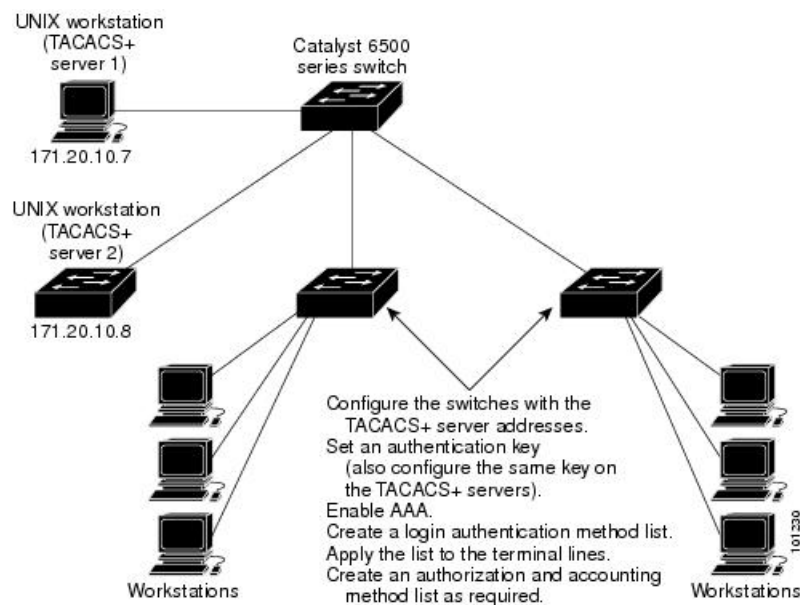 UNIX workstation
(TACACS+
server 1)
Catalyst 6500
series switch
171.20.10.7
UNIX workstation
(TACACS+
server 2)
171.20.10.8
Configure the switches with the
TACACS+ server addresses.
Set an authentication key
(also configure the same key on
the TACACS+ servers).
Enable AAA.
Create a login authentication method list.
Apply the list to the terminal lines.
Create an authorization and accounting
method list as required.
Workstations
Workstations
101230